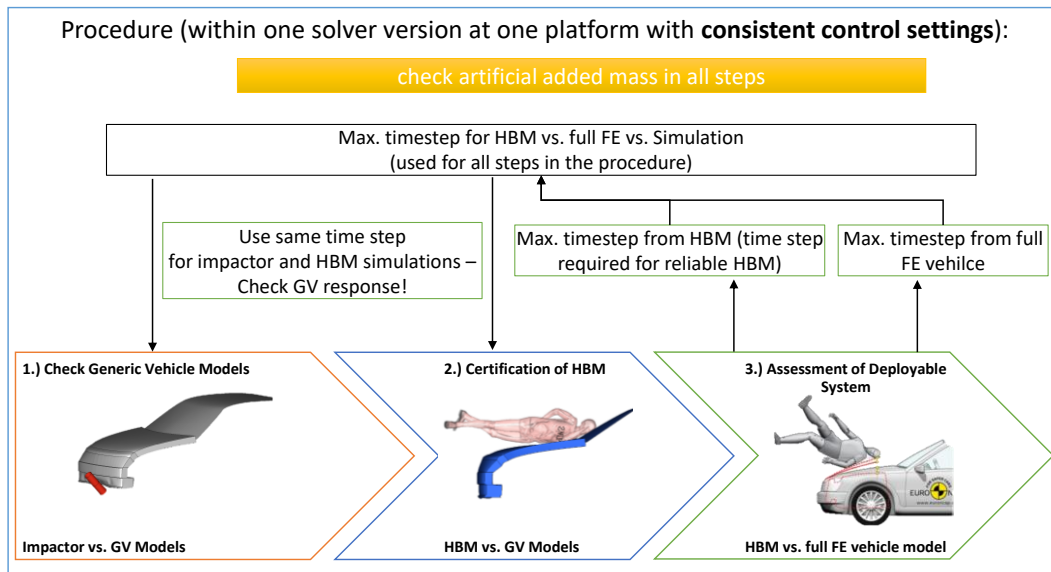 Procedure (within one solver version at one platform with consistent control settings):
check artificial added mass in all steps
Max. timestep for HBM vs. full FE vs. Simulation
(used for all steps in the procedure)
Use same time step
for impactor and HBM simulations –
Check GV response!
Max. timestep from HBM (time step
required for reliable HBM)
Max. timestep from full
FE vehilce
1.) Check Generic Vehicle Models
2.) Certification of HBM
3.) Assessment of Deployable
System
Impactor vs. GV Models
HBM vs. GV Models
HBM vs. full FE vehicle model